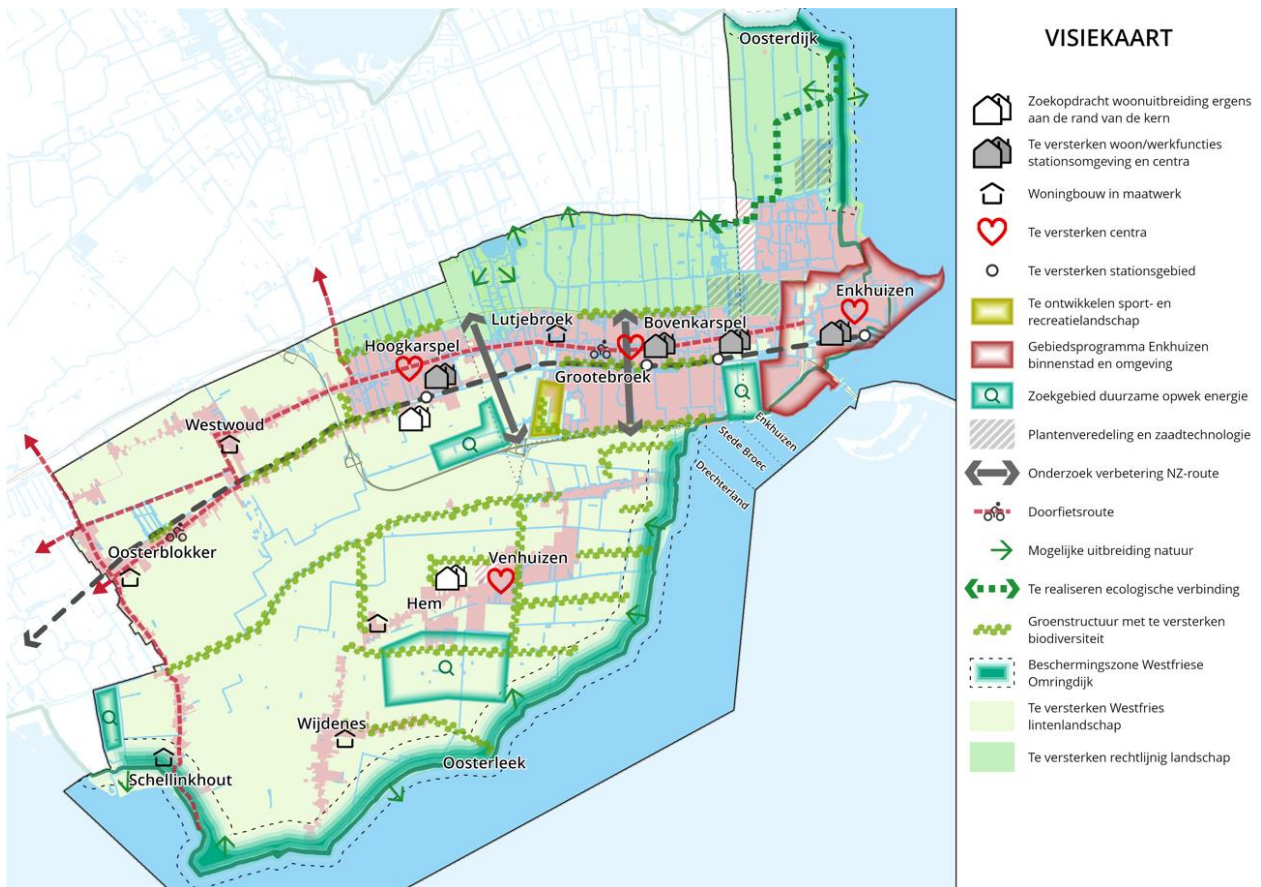 Oosterdijk
Enkhuizen
Bovenkarspel
Lutjebroek
Hoogkarspel
Grootebroek
Westwoud
Enkhuizen
Stede Broec
Drechterland
Oosterblokker
Venhuizen
Hem
Wijdenes
Oosterleek
Schellinkhout
VISIEKAART
Zoekopdracht woonuitbreiding ergens
aan de rand van de kern
Te versterken woon/werkfuncties
stationsomgeving en centra
Woningbouw in maatwerk
Te versterken centra
Te versterken stationsgebied
Te ontwikkelen sport- en
recreatielandschap
Gebiedsprogramma Enkhuizen
binnenstad en omgeving
Zoekgebied duurzame opwek energie
Plantenveredeling en zaadtechnologie
Onderzoek verbetering NZ-route
Doorfietsroute
Mogelijke uitbreiding natuur
Te realiseren ecologische verbinding
Groenstructuur met te versterken
biodiversiteit
Beschermingszone Westfriese
Omringdijk
Te versterken Westfries
lintenlandschap
Te versterken rechtlijnig landschap